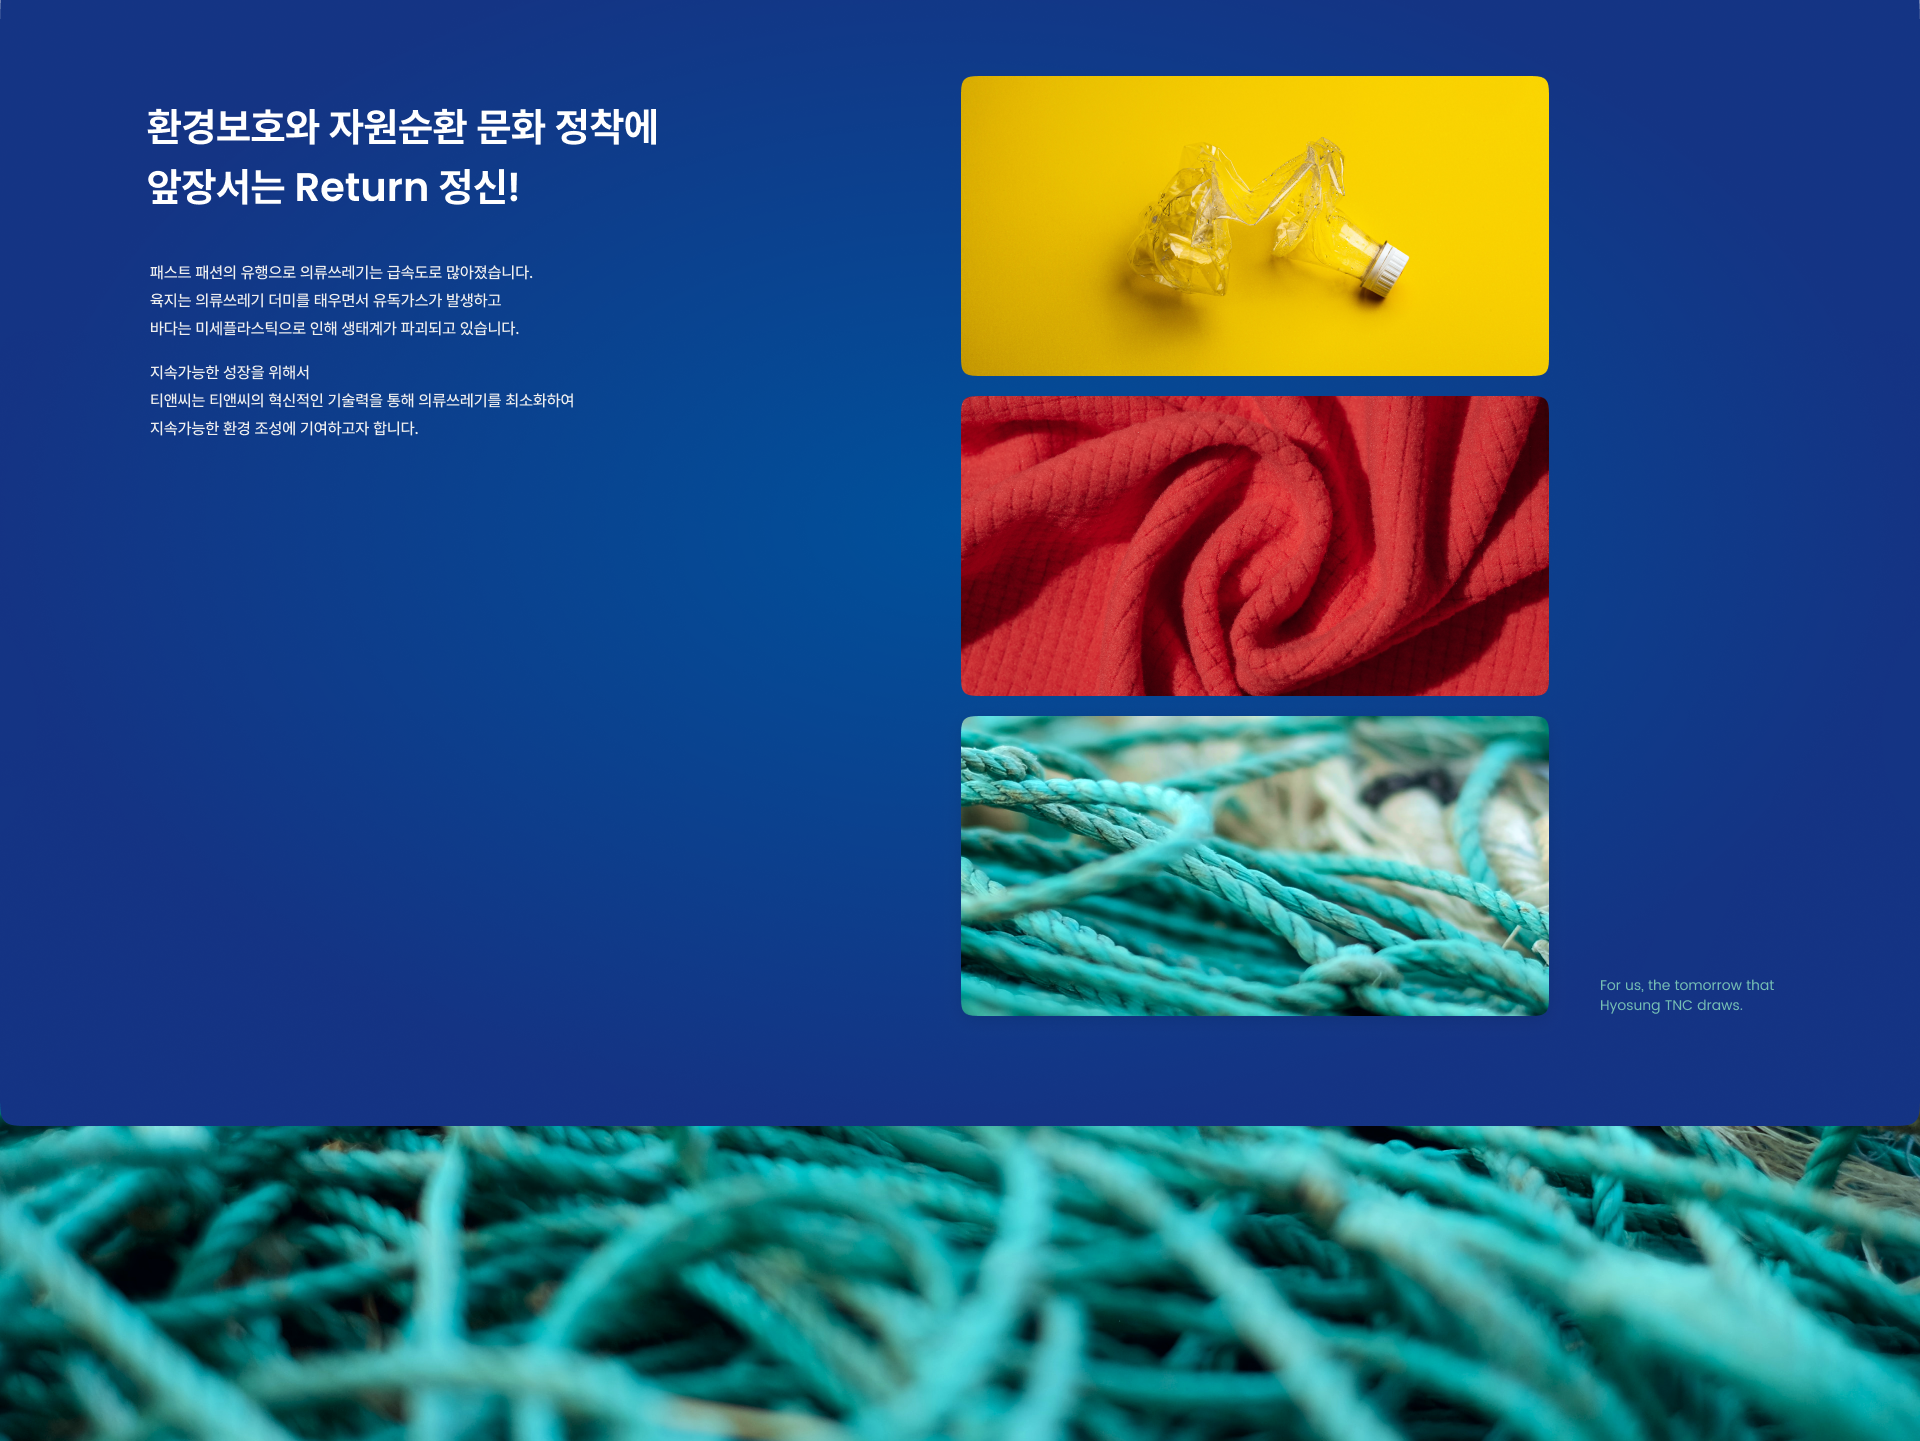 환경보호와 자원순환 문화 정착에
앞장서는 Return 정신!
패스트 패션의 유행으로 의류쓰레기는 급속도로 많아졌습니다.
육지는 의류쓰레기 더미를 태우면서 유독가스가 발생하고
바다는 미세플라스틱으로 인해 생태계가 파괴되고 있습니다.
지속가능한 성장을 위해서
티앤씨는 티앤씨의 혁신적인 기술력을 통해 의류쓰레기를 최소화하여
지속가능한 환경 조성에 기여하고자 합니다.
For us, the tomorrow that
Hyosung TNC draws.